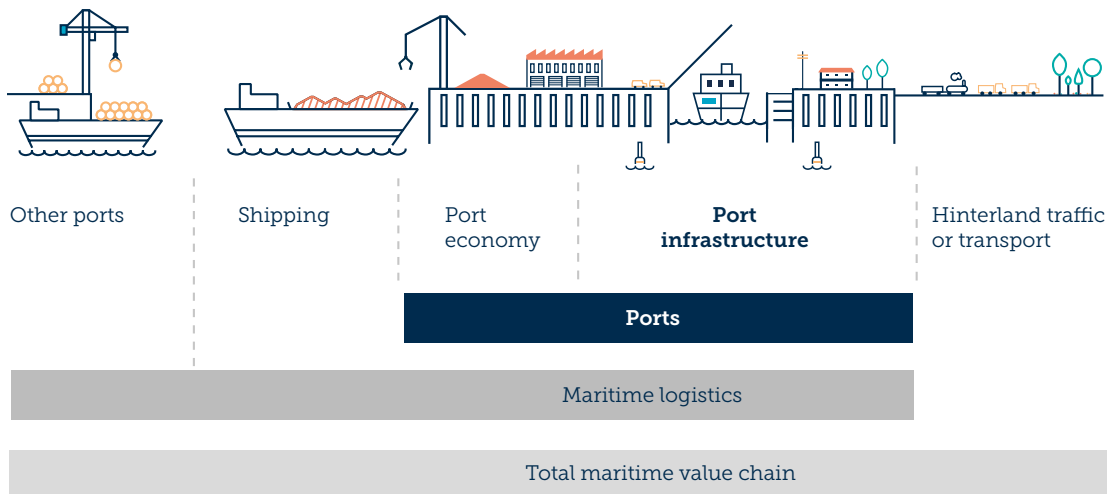 Other ports
Shipping
Port
economy
Port
infrastructure
Hinterland traffic
or transport
Ports
Maritime logistics
Total maritime value chain